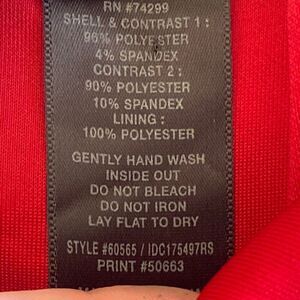 RN #74299
SHELL & CONTRAST 1 :
96% POLYESTER
4% SPANDEX
CONTRAST 2 :
90% POLYESTER
10% SPANDEX
LINING :
100% POLYESTER
GENTLY HAND WASH
INSIDE OUT
DO NOT BLEACH
DO NOT IRON
LAY FLAT TO DRY
STYLE #60565 / IDC175497RS
PRINT #50663